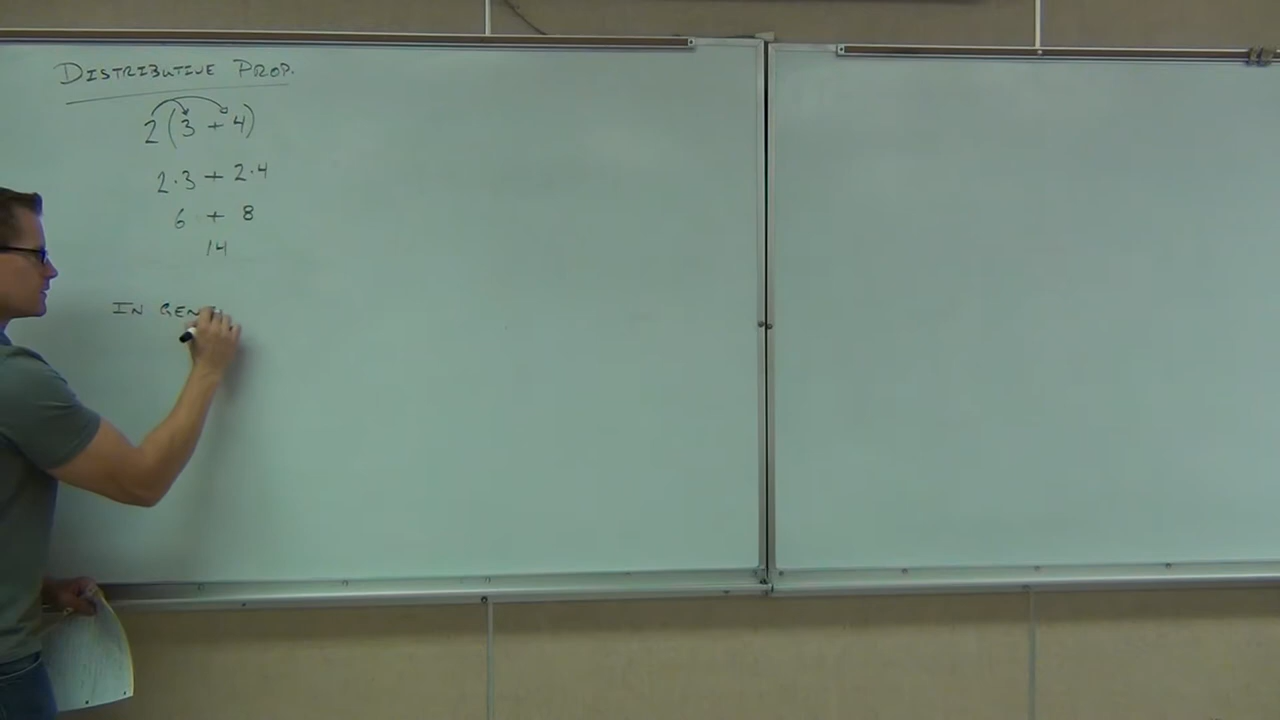 DISTRIBUTIVE PROP.
2(3 + 4)
2·3 + 2·4
6 + 8
14
IN GEN